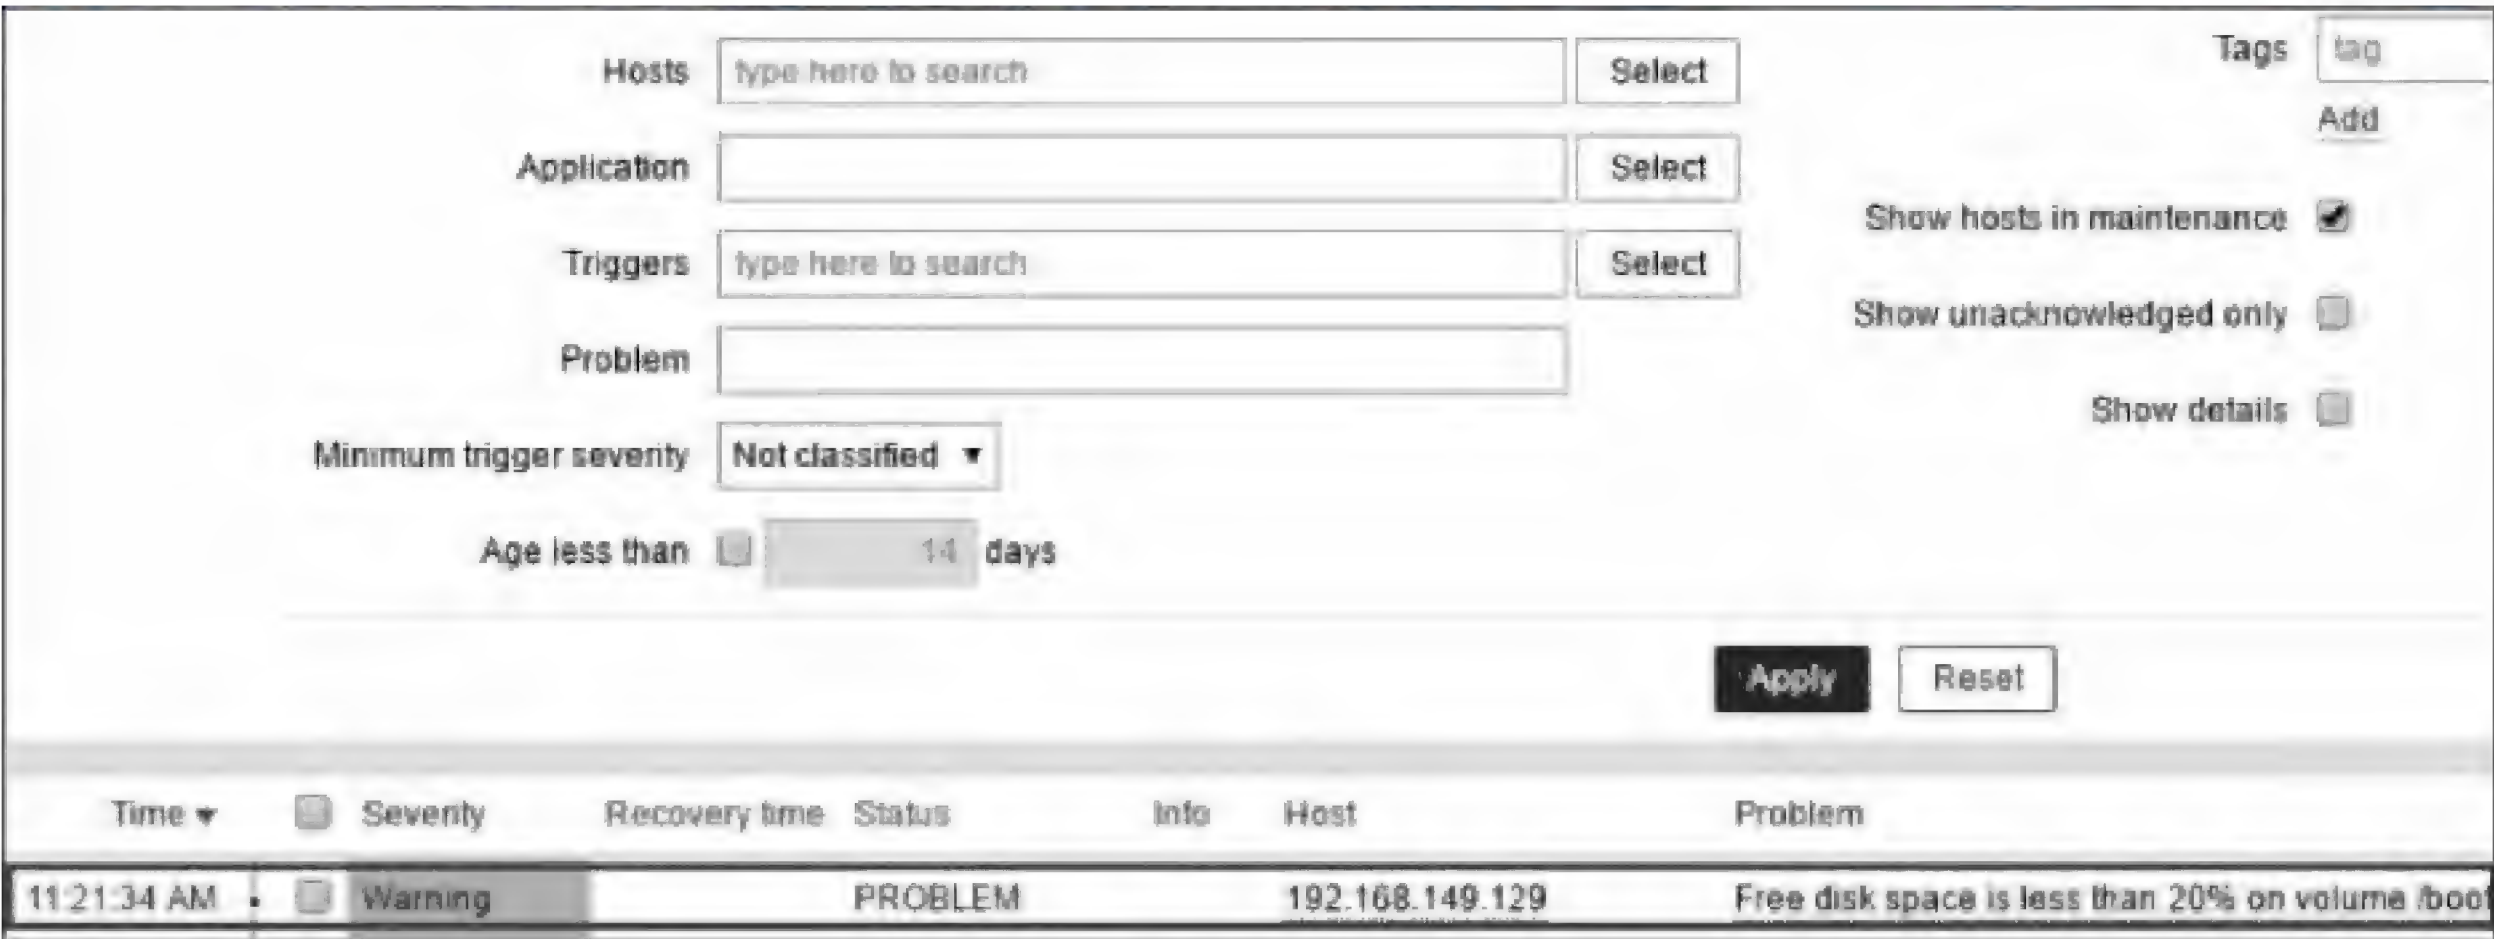 Hosts type here to search Select Tags tag
Add
Application Select
Show hosts in maintenance
Triggers type here to search Select
Show unacknowledged only
Problem
Show details
Minimum trigger severity Not classified ▼
Age less than 14 days
Apply Reset
Time ▼ Severity Recovery time Status Info Host Problem
11:21:34 AM Warning PROBLEM 192.168.149.129 Free disk space is less than 20% on volume /boot